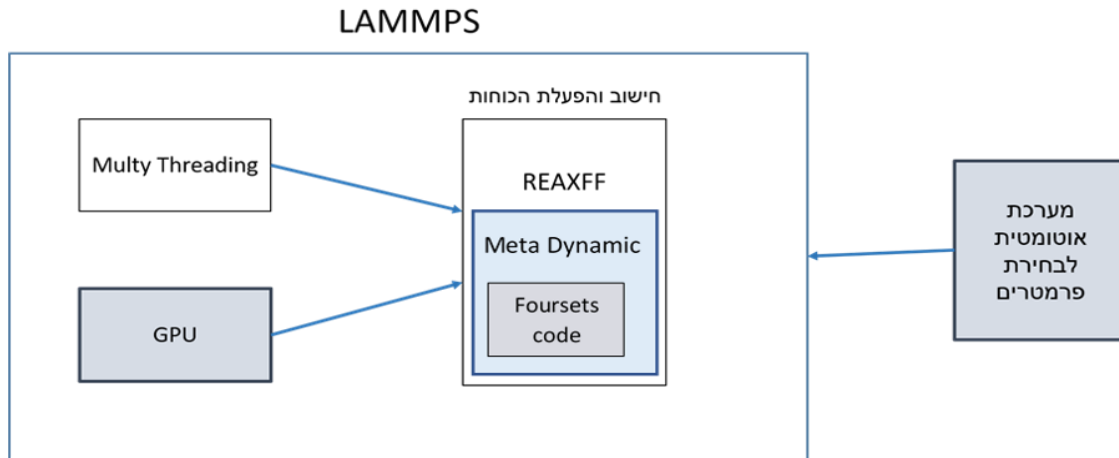 LAMMPS
חישוב והפעלת הכוחות
Multy Threading
REAXFF
Meta Dynamic
Foursets
code
GPU
מערכת
אוטומטית
לבחירת
פרמטרים